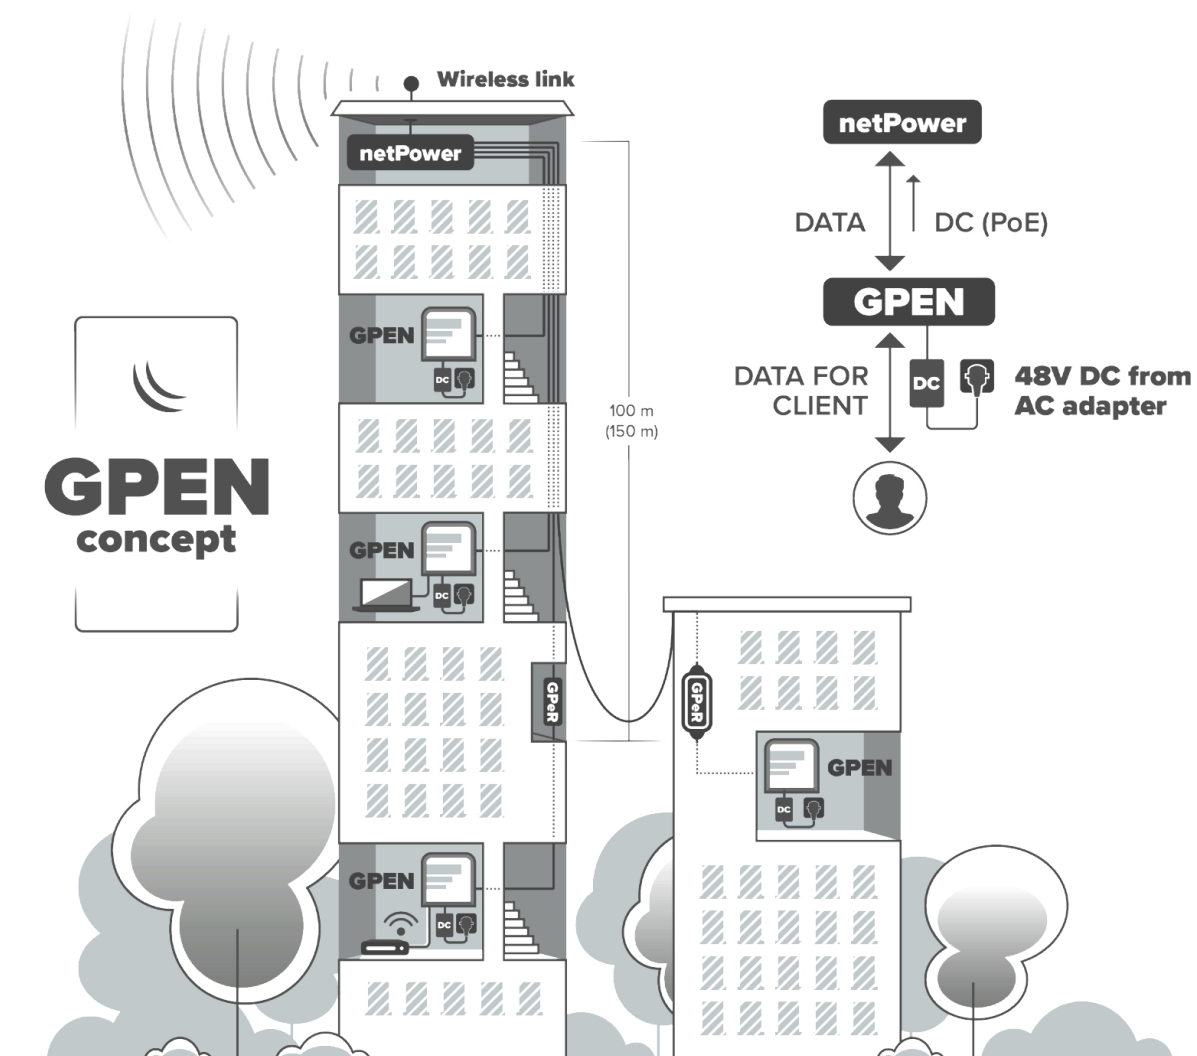 Wireless link
netPower
GPEN
DC
100 m
(150 m)
GPEN
DC
GPeR
GPEN
DC
GPeR
GPEN
DC
GPEN
concept
netPower
DATA
DC (PoE)
GPEN
DATA FOR
CLIENT
DC
48V DC from
AC adapter